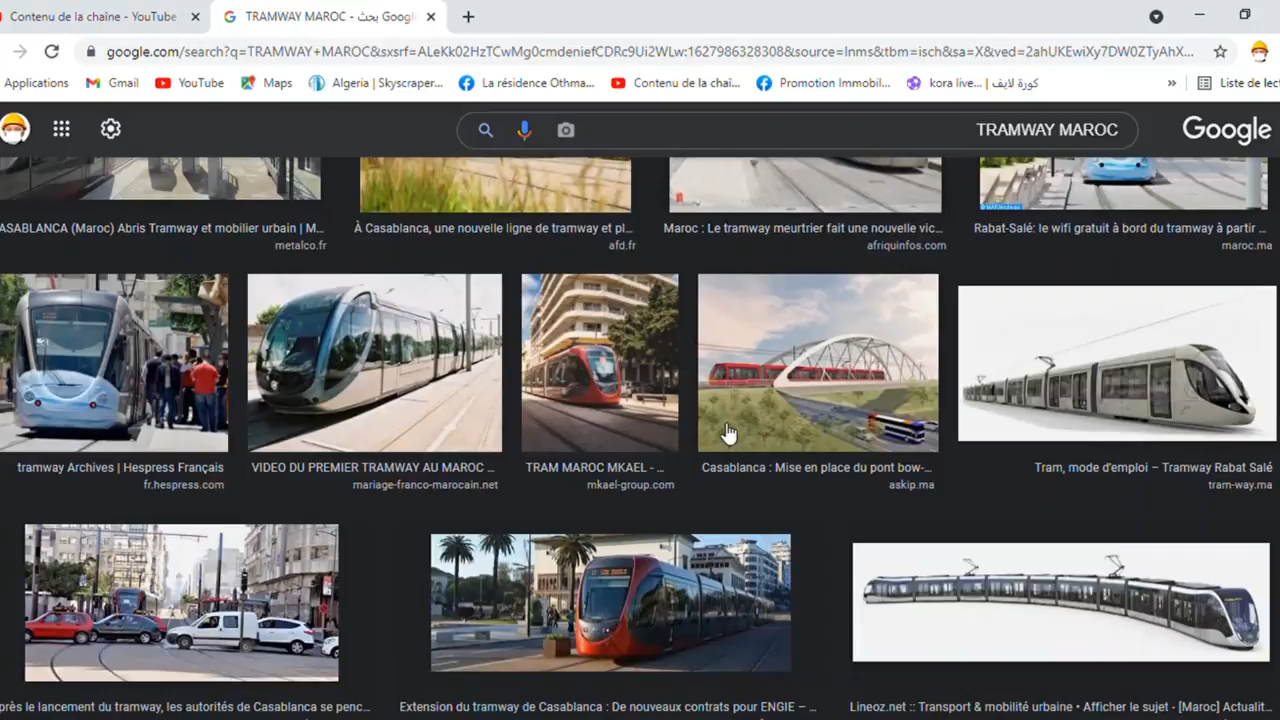 Contenu de la chaîne - YouTube
TRAMWAY MAROC - بحث Googl
google.com/search?q=TRAMWAY+MAROC&sxsrf=ALeKk02HzTCwMg0cmdeniefCDRc9Ui2WLw:1627986328308&source=lnms&tbm=isch&sa=X&ved=2ahUKEwiXy7DW0ZTyAhX...
Applications Gmail YouTube Maps Algeria | Skyscraper... La résidence Othma... Contenu de la chaî... Promotion Immobil... kora live... | كورة لايف » Liste de lect
TRAMWAY MAROC Google
ASABLANCA (Maroc) Abris Tramway et mobilier urbain | M...
metalco.fr
À Casablanca, une nouvelle ligne de tramway et pl...
afd.fr
Maroc : Le tramway meurtrier fait une nouvelle vic...
afriquinfos.com
Rabat-Salé: le wifi gratuit à bord du tramway à partir ...
maroc.ma
tramway Archives | Hespress Français
fr.hespress.com
VIDEO DU PREMIER TRAMWAY AU MAROC ...
mariage-franco-marocain.net
TRAM MAROC MKAEL - ...
mkael-group.com
Casablanca : Mise en place du pont bow-...
askip.ma
Tram, mode d'emploi – Tramway Rabat Salé
tram-way.ma
près le lancement du tramway, les autorités de Casablanca se penc...
Extension du tramway de Casablanca : De nouveaux contrats pour ENGIE – ...
Lineoz.net :: Transport & mobilité urbaine • Afficher le sujet - [Maroc] Actualit...